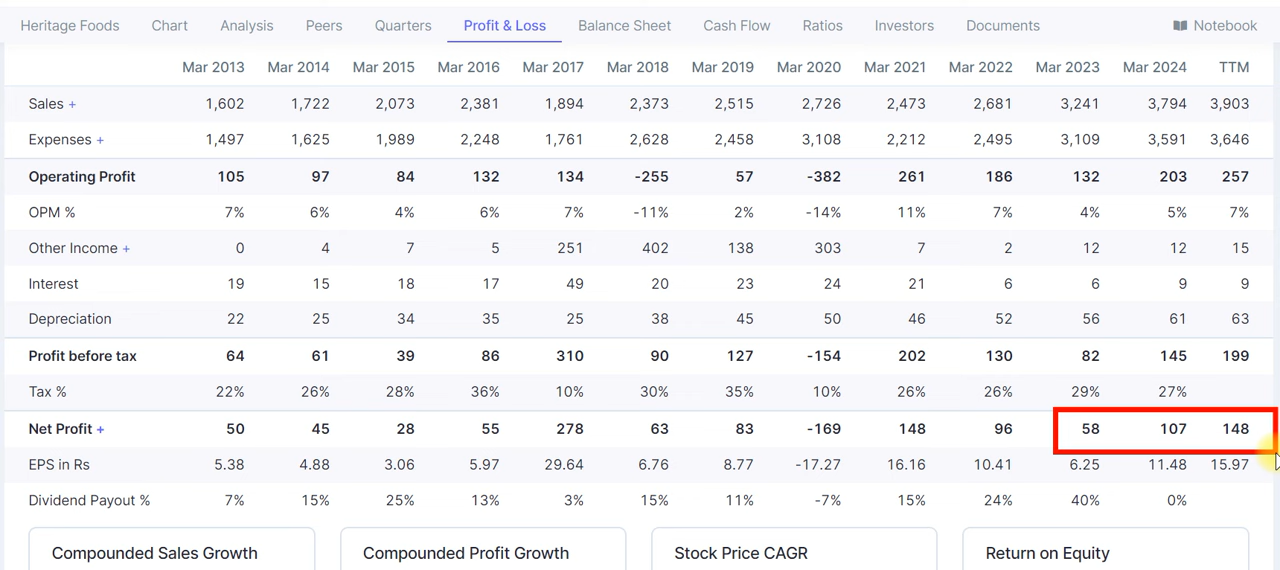 Heritage Foods Chart Analysis Peers Quarters Profit & Loss Balance Sheet Cash Flow Ratios Investors Documents Notebook
Mar 2013 Mar 2014 Mar 2015 Mar 2016 Mar 2017 Mar 2018 Mar 2019 Mar 2020 Mar 2021 Mar 2022 Mar 2023 Mar 2024 TTM
Sales + 1,602 1,722 2,073 2,381 1,894 2,373 2,515 2,726 2,473 2,681 3,241 3,794 3,903
Expenses + 1,497 1,625 1,989 2,248 1,761 2,628 2,458 3,108 2,212 2,495 3,109 3,591 3,646
Operating Profit 105 97 84 132 134 -255 57 -382 261 186 132 203 257
OPM % 7% 6% 4% 6% 7% -11% 2% -14% 11% 7% 4% 5% 7%
Other Income + 0 4 7 5 251 402 138 303 7 2 12 12 15
Interest 19 15 18 17 49 20 23 24 21 6 6 9 9
Depreciation 22 25 34 35 25 38 45 50 46 52 56 61 63
Profit before tax 64 61 39 86 310 90 127 -154 202 130 82 145 199
Tax % 22% 26% 28% 36% 10% 30% 35% 10% 26% 26% 29% 27%
Net Profit + 50 45 28 55 278 63 83 -169 148 96 58 107 148
EPS in Rs 5.38 4.88 3.06 5.97 29.64 6.76 8.77 -17.27 16.16 10.41 6.25 11.48 15.97
Dividend Payout % 7% 15% 25% 13% 3% 15% 11% -7% 15% 24% 40% 0%
Compounded Sales Growth Compounded Profit Growth Stock Price CAGR Return on Equity